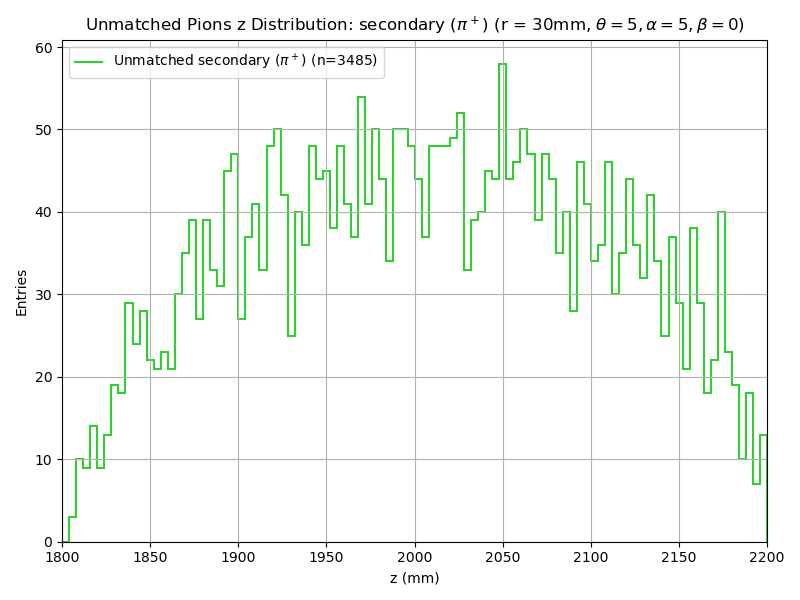 Unmatched Pions z Distribution: secondary (π⁺) (r = 30mm, θ = 5, α = 5, β = 0)
Unmatched secondary (π⁺) (n=3485)
60
50
40
30
20
10
0
Entries
1800 1850 1900 1950 2000 2050 2100 2150 2200
z (mm)